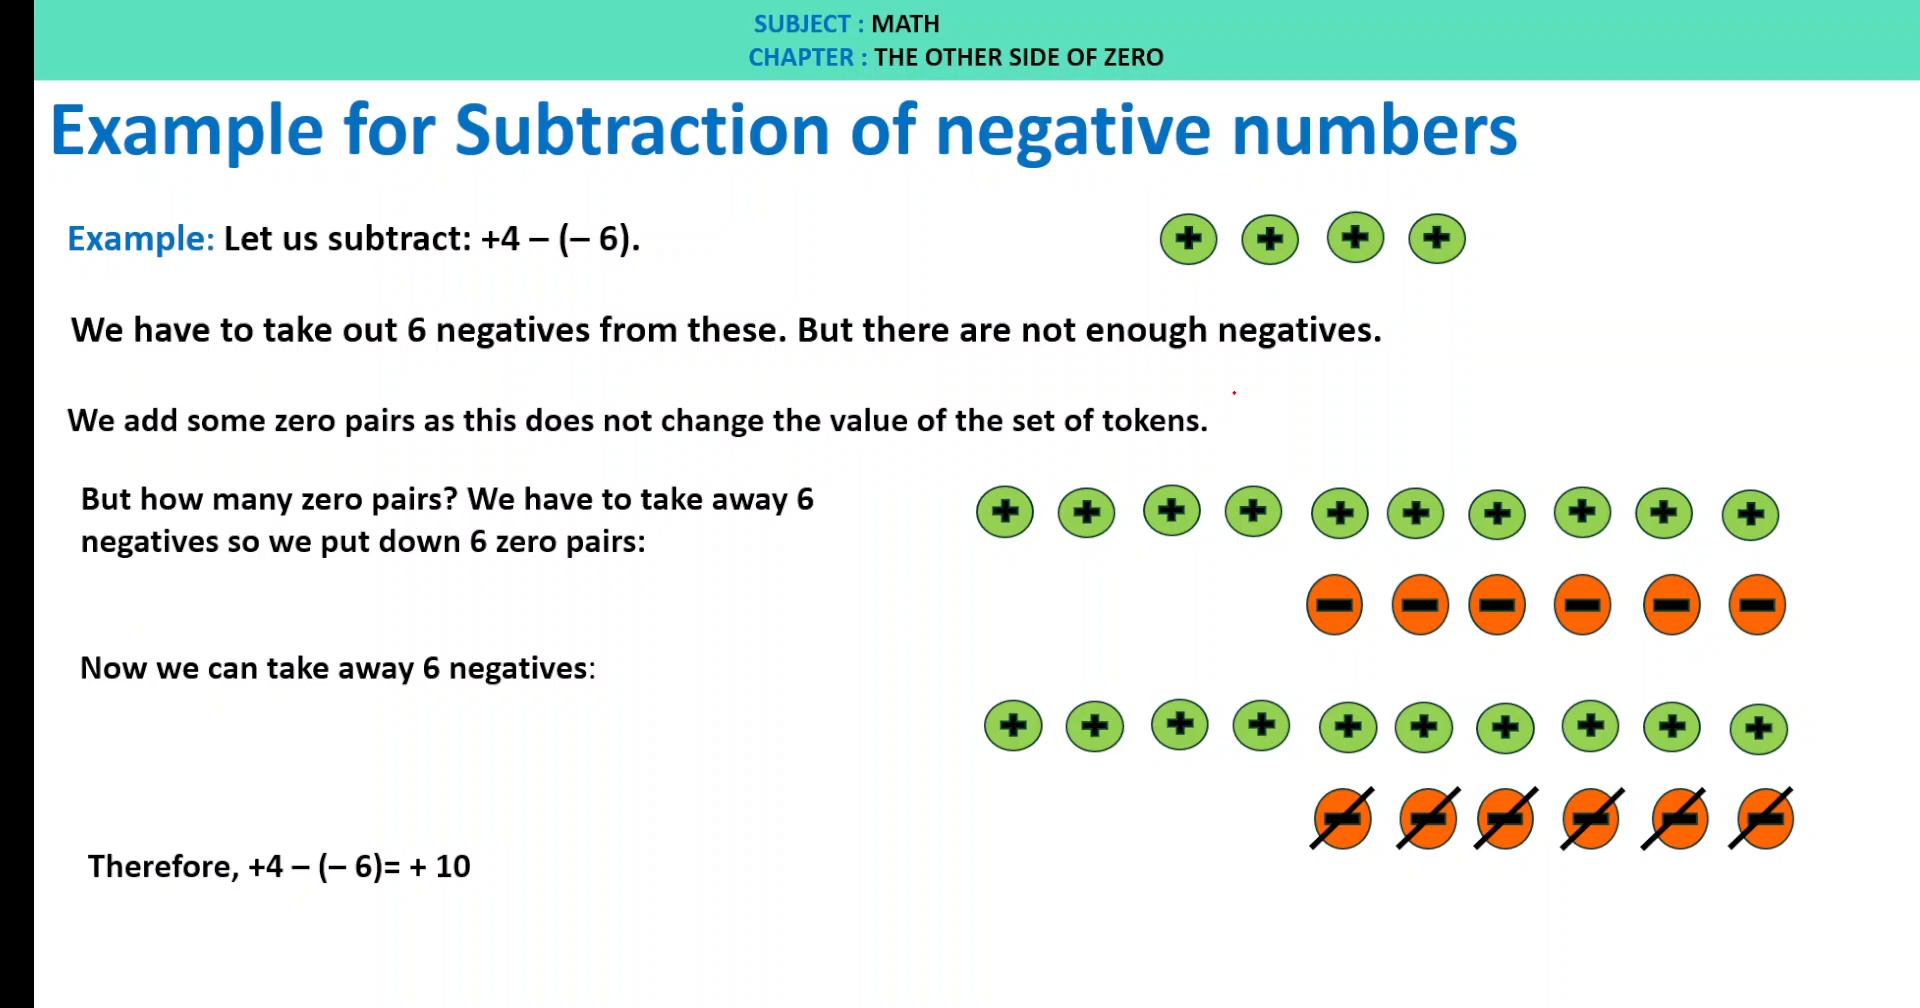 SUBJECT : MATH
CHAPTER : THE OTHER SIDE OF ZERO
Example for Subtraction of negative numbers
Example: Let us subtract: +4 – (– 6).
We have to take out 6 negatives from these. But there are not enough negatives.
We add some zero pairs as this does not change the value of the set of tokens.
But how many zero pairs? We have to take away 6
negatives so we put down 6 zero pairs:
Now we can take away 6 negatives:
Therefore, +4 – (– 6)= + 10